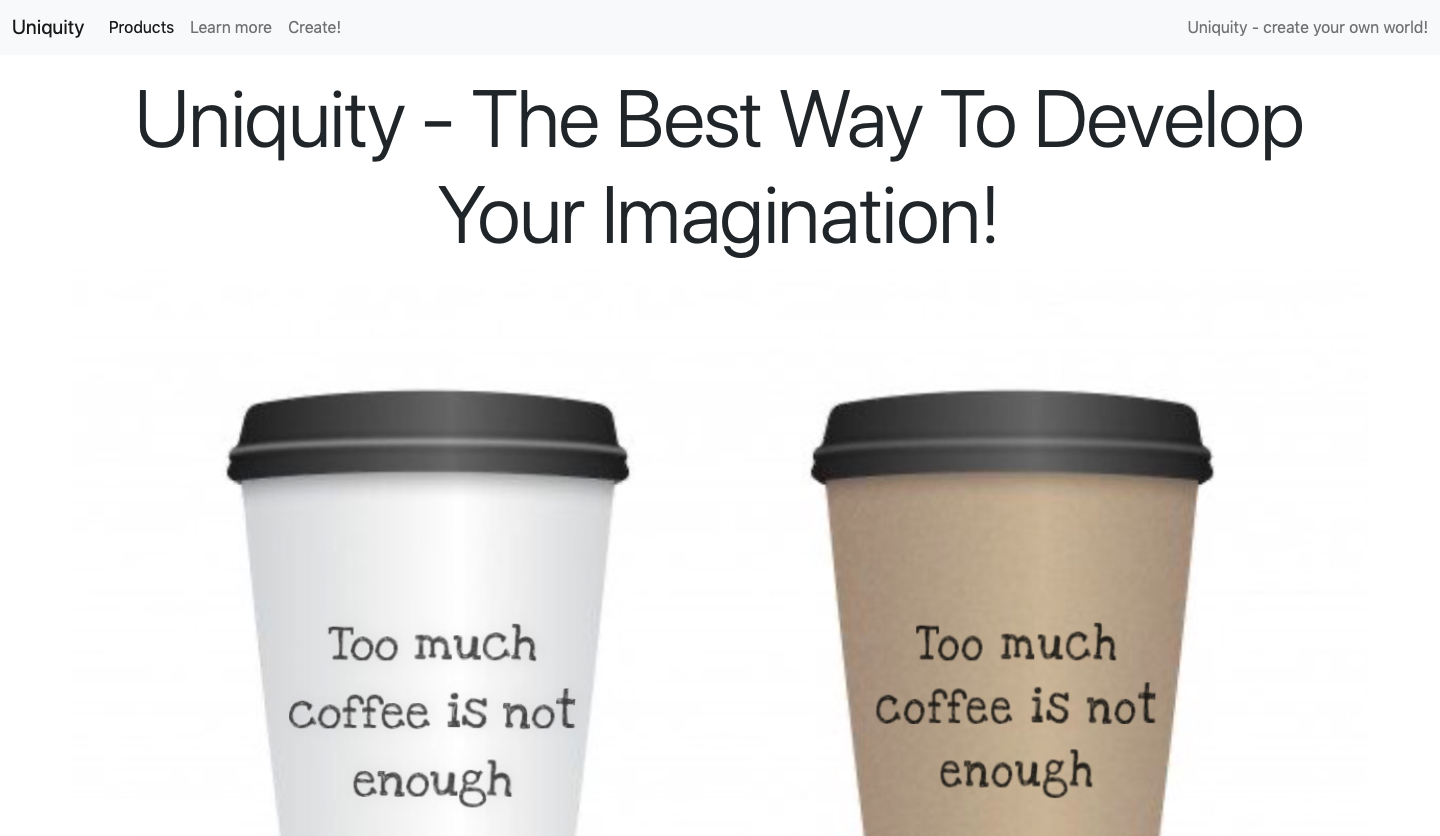 Uniquity Products Learn more Create! Uniquity - create your own world!
Uniquity - The Best Way To Develop
Your Imagination!
Too much
coffee is not
enough
Too much
coffee is not
enough